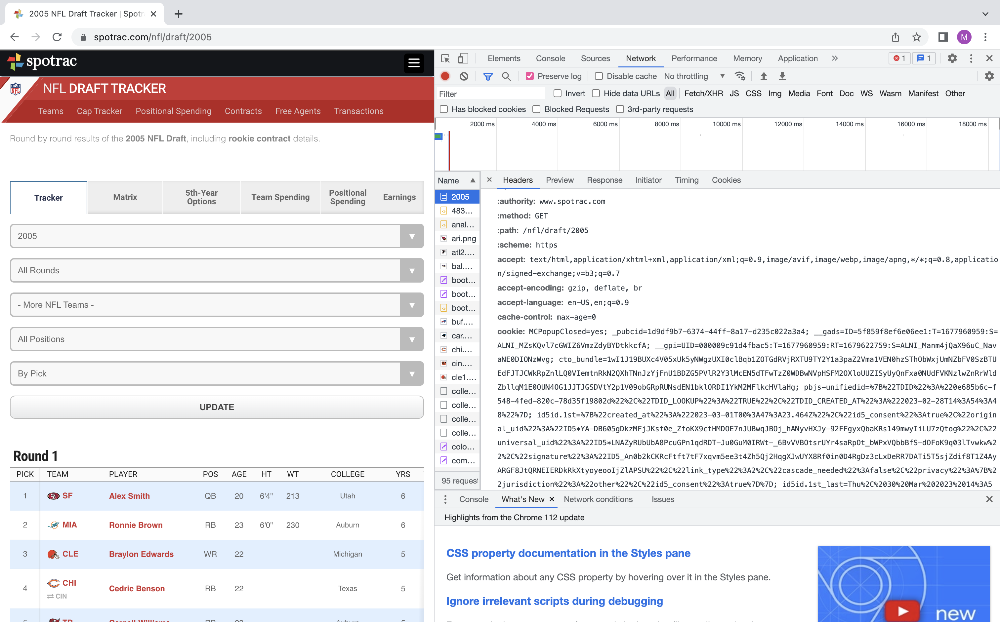 2005 NFL Draft Tracker | Spotr
spotrac.com/nfl/draft/2005
M
spotrac
NFL
NFL DRAFT TRACKER
Teams Cap Tracker Positional Spending Contracts Free Agents Transactions
Round by round results of the 2005 NFL Draft, including rookie contract details.
Tracker Matrix 5th-Year Options Team Spending Positional Spending Earnings
2005
All Rounds
- More NFL Teams -
All Positions
By Pick
UPDATE
Round 1
PICK TEAM PLAYER POS AGE HT WT COLLEGE YRS
1 SF Alex Smith QB 20 6'4" 213 Utah 6
2 MIA Ronnie Brown RB 23 6'0" 230 Auburn 6
3 CLE Braylon Edwards WR 22 Michigan 5
4 CHI Cedric Benson RB 22 Texas 5
CIN
Elements Console Sources Network Performance Memory Application » 1 1
Preserve log Disable cache No throttling
Filter Invert Hide data URLs All Fetch/XHR JS CSS Img Media Font Doc WS Wasm Manifest Other
Has blocked cookies Blocked Requests 3rd-party requests
2000 ms 4000 ms 6000 ms 8000 ms 10000 ms 12000 ms 14000 ms 16000 ms 18000 ms
Name
2005
483...
anal...
ari.png
atl2....
bal....
boot...
boot...
boot...
buf....
car....
chi....
cin....
cle1....
colle...
colle...
colle...
colle...
colo...
com...
95 request
Headers Preview Response Initiator Timing Cookies
:authority: www.spotrac.com
:method: GET
:path: /nfl/draft/2005
:scheme: https
accept: text/html,application/xhtml+xml,application/xml;q=0.9,image/avif,image/webp,image/apng,*/*;q=0.8,applicatio
n/signed-exchange;v=b3;q=0.7
accept-encoding: gzip, deflate, br
accept-language: en-US,en;q=0.9
cache-control: max-age=0
cookie: MCPopupClosed=yes; _pubcid=1d9df9b7-6374-44ff-8a17-d235c022a3a4; __gads=ID=5f859f8ef6e06ee1:T=1677960959:S=
ALNI_MZsKQvl7cGWIZ6VmzZdyBYDtkkcfA; __gpi=UID=000009c91d4fbac5:T=1677960959:RT=1679622759:S=ALNI_Manm4jQaX96uC_Nav
aNE0DIONzWvg; cto_bundle=1wI1J19BUXc4V05xUk5yNWgzUXI0clBqb1ZOTGdRVjRXTU9TY2Y1a3paZ2Vma1VEN0hzSThObWxjUmNZbFV0SzBTU
EdFJTJCWkRpZnlLQ0VIemtnRkN2QXhTNnJzYjFnU1BDZG5PVlR2Y3lMcEN5dTFwTzZ0WDBwNVpHSFM2OXloUUZISyUyQnFxa0NUdFVKNzlwZnRrWld
ZbllqM1E0QUN4OG1JJTJGSDVtY2p1V09obGRpRUNsdEN1bklORDI1YkM2MFlkcHVlaHg; pbjs-unifiedid=%7B%22TDID%22%3A%220e685b6c-f
548-4fed-820c-78d35f19802d%22%2C%22TDID_LOOKUP%22%3A%22TRUE%22%2C%22TDID_CREATED_AT%22%3A%222023-02-28T14%3A54%3A4
8%22%7D; id5id.1st=%7B%22created_at%22%3A%222023-03-01T00%3A47%3A23.464Z%22%2C%22id5_consent%22%3Atrue%2C%22origin
al_uid%22%3A%22ID5*YA-DB605gDkzMFjJKsf0e_ZfoKX9ctHMDOE7nJUBwqJBOj_hANyvHXJy-92FFgyxQbaKRs149mwyIiLU7zQtog%22%2C%22
universal_uid%22%3A%22ID5*LNAZyRUbUbA8PcuGPn1qdRDT-Ju0GuM0IRWt-_6BvVVBOtsrUYr4saRpOt_bWPxVQbbBfS-dOFoK9q03lTvwkw%2
2%2C%22signature%22%3A%22ID5_An0b2kCKRcFtft7tF7xqvm5ee3t4Zh5Qj2HqgXJwUYX8Rf0in0D4RgDz3cLxDeRR7DATi5T5sjZdif8T1Z4Ay
ARGF8JtQRNEIERDkRkXtyoyeooIjZlAPSU%22%2C%22link_type%22%3A2%2C%22cascade_needed%22%3Afalse%2C%22privacy%22%3A%7B%2
2jurisdiction%22%3A%22other%22%2C%22id5_consent%22%3Atrue%7D%7D; id5id.1st_last=Thu%2C%2030%20Mar%202023%2014%3A5
Console What's New Network conditions Issues
Highlights from the Chrome 112 update
CSS property documentation in the Styles pane
Get information about any CSS property by hovering over it in the Styles pane.
Ignore irrelevant scripts during debugging
new